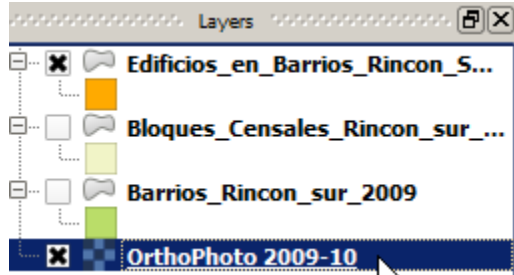 Layers
Edificios_en_Barrios_Rincon_S...
Bloques_Censales_Rincon_sur_...
Barrios_Rincon_sur_2009
OrthoPhoto 2009-10